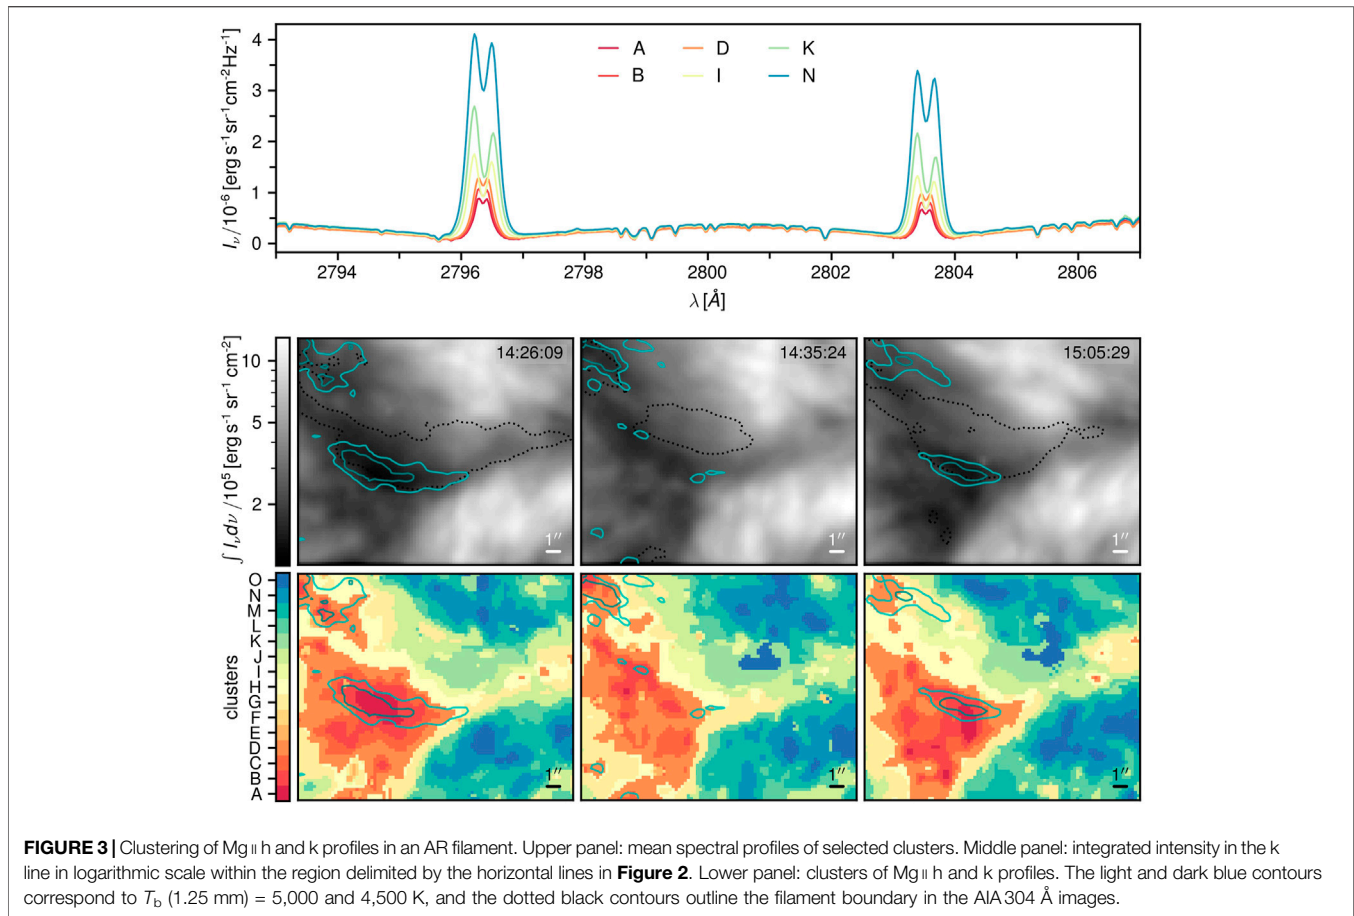 4
3
2
1
0
I_ν /10⁻⁶ [erg s⁻¹ sr⁻¹ cm⁻² Hz⁻¹]
A D K
B I N
2794 2796 2798 2800 2802 2804 2806
λ [Å]
10
5
2
∫ I_ν dν /10⁵ [erg s⁻¹ sr⁻¹ cm⁻²]
14:26:09 14:35:24 15:05:29
1″ 1″ 1″
O
N
M
L
K
J
I
H
G
F
E
D
C
B
A
clusters
1″ 1″ 1″
FIGURE 3 | Clustering of Mg II h and k profiles in an AR filament. Upper panel: mean spectral profiles of selected clusters. Middle panel: integrated intensity in the k
line in logarithmic scale within the region delimited by the horizontal lines in Figure 2. Lower panel: clusters of Mg II h and k profiles. The light and dark blue contours
correspond to T_b (1.25 mm) = 5,000 and 4,500 K, and the dotted black contours outline the filament boundary in the AIA 304 Å images.